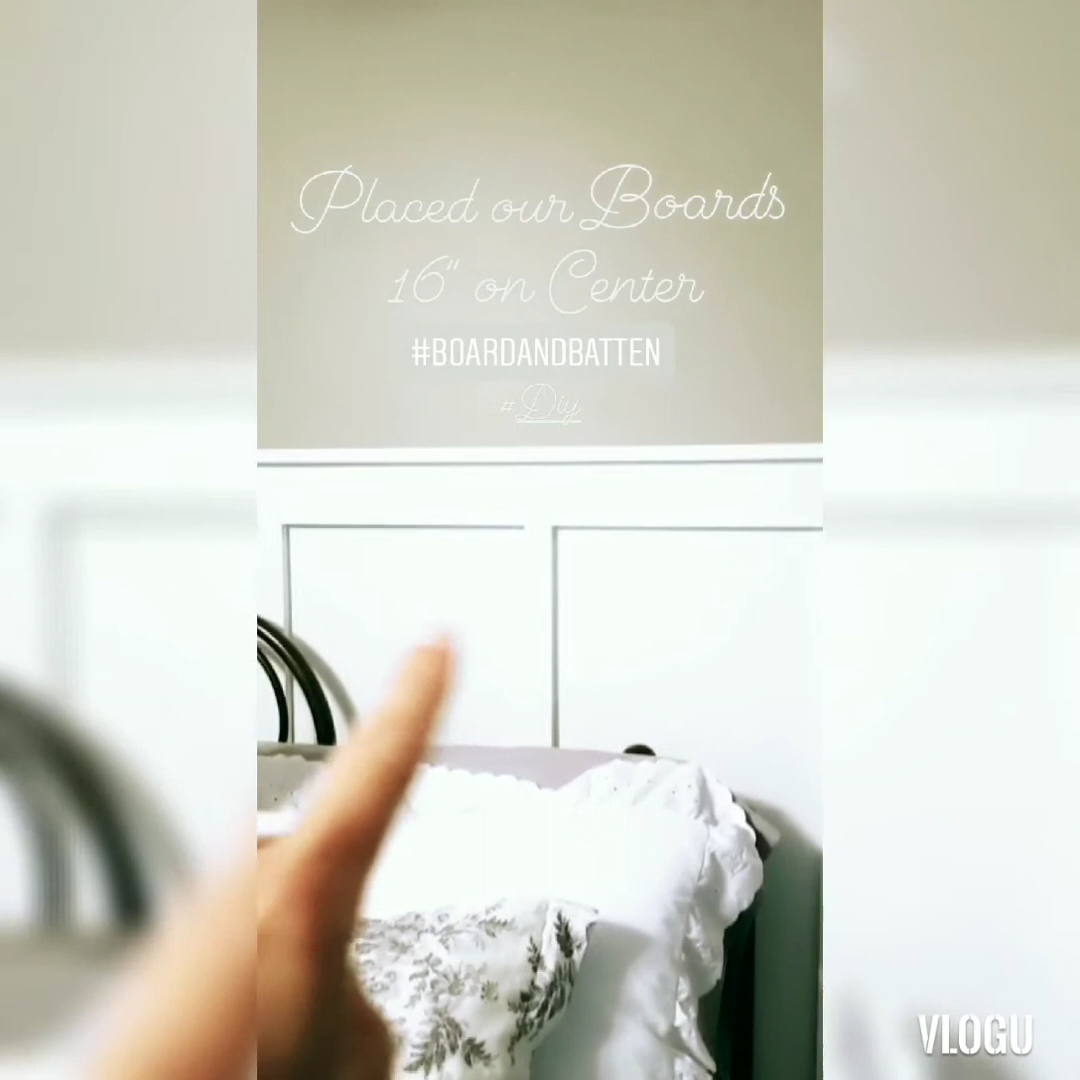 Placed our Boards
16" on Center
#BOARDANDBATTEN
#Diy
VLOGU